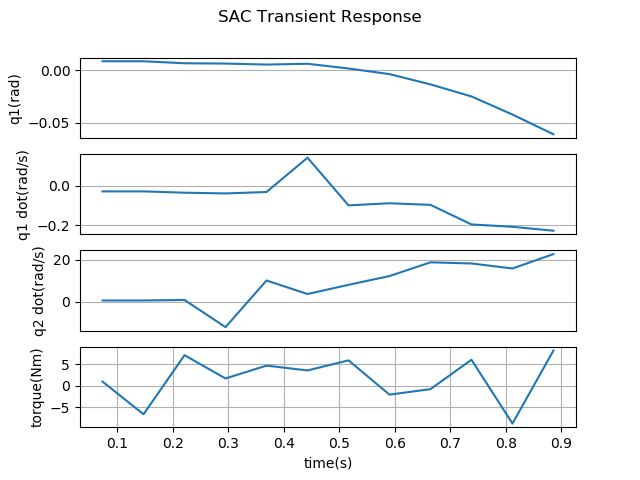 SAC Transient Response
0.00
−0.05
q1(rad)
0.0
−0.2
q1 dot(rad/s)
20
0
q2 dot(rad/s)
5
0
−5
torque(Nm)
0.1 0.2 0.3 0.4 0.5 0.6 0.7 0.8 0.9
time(s)